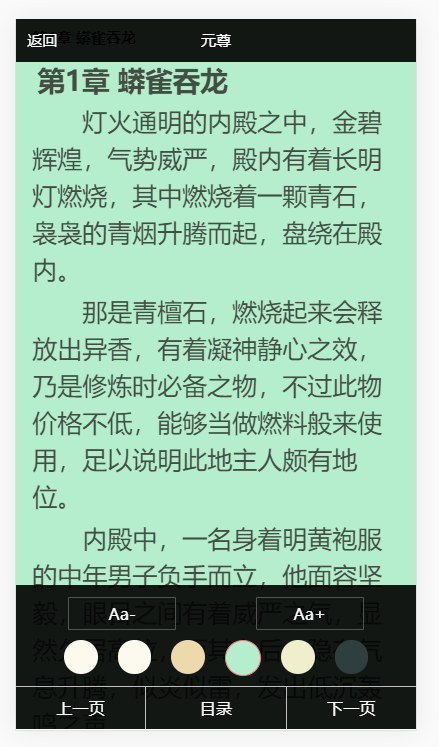 返回 元尊
第1章 蟒雀吞龙
第1章 蟒雀吞龙
灯火通明的内殿之中，金碧
辉煌，气势威严，殿内有着长明
灯燃烧，其中燃烧着一颗青石，
袅袅的青烟升腾而起，盘绕在殿
内。
那是青檀石，燃烧起来会释
放出异香，有着凝神静心之效，
乃是修炼时必备之物，不过此物
价格不低，能够当做燃料般来使
用，足以说明此地主人颇有地
位。
内殿中，一名身着明黄袍服
的中年男子负手而立，他面容坚
毅，眼目之间有着威严之气，显
息升腾，似炎似雷，发出低沉轰
鸣之声
Aa- Aa+
上一页 目录 下一页